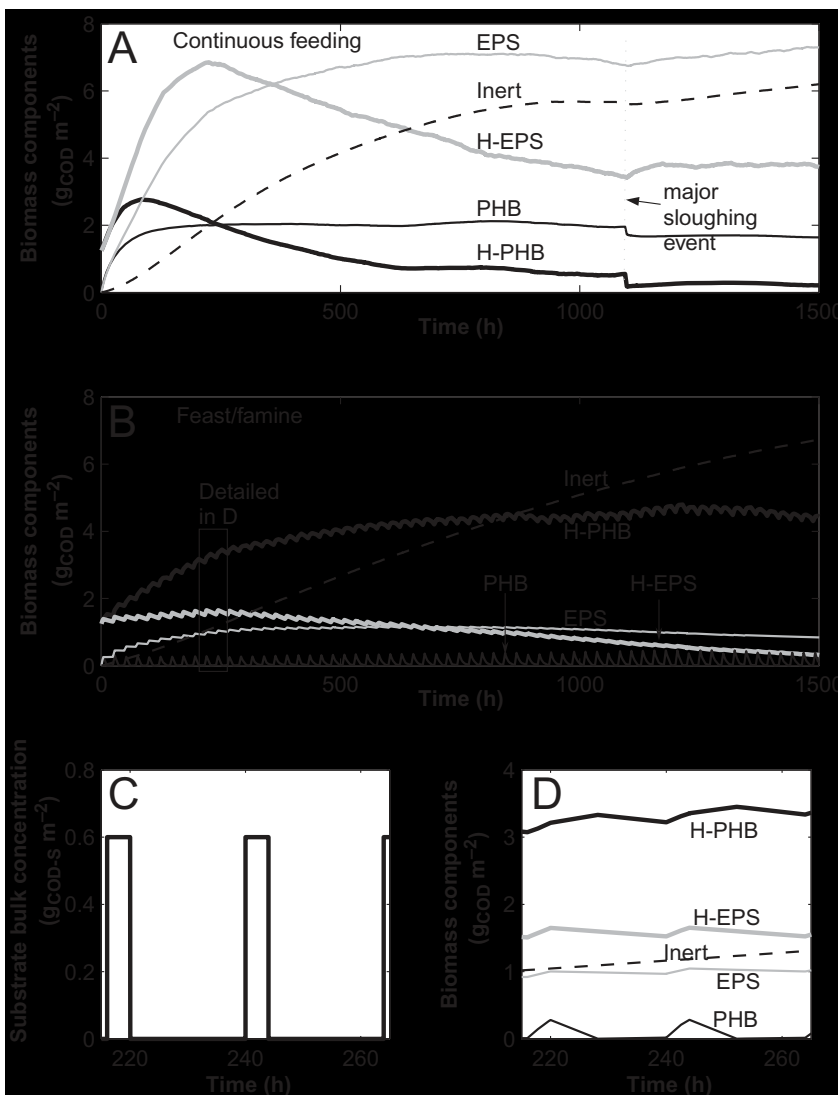 A
Continuous feeding
EPS
Inert
H-EPS
PHB
H-PHB
major
sloughing
event
Biomass components
(gCOD m−2)
8
6
4
2
0
0
500
1000
1500
Time (h)
B
Feast/famine
Detailed
in D
Inert
H-PHB
PHB
H-EPS
EPS
Biomass components
(gCOD m−2)
8
6
4
2
0
0
500
1000
1500
Time (h)
C
Substrate bulk concentration
(gCOD-S m−2)
0.8
0.6
0.4
0.2
0
220
240
260
Time (h)
D
H-PHB
H-EPS
Inert
EPS
PHB
Biomass components
(gCOD m−2)
4
3
2
1
0
220
240
260
Time (h)